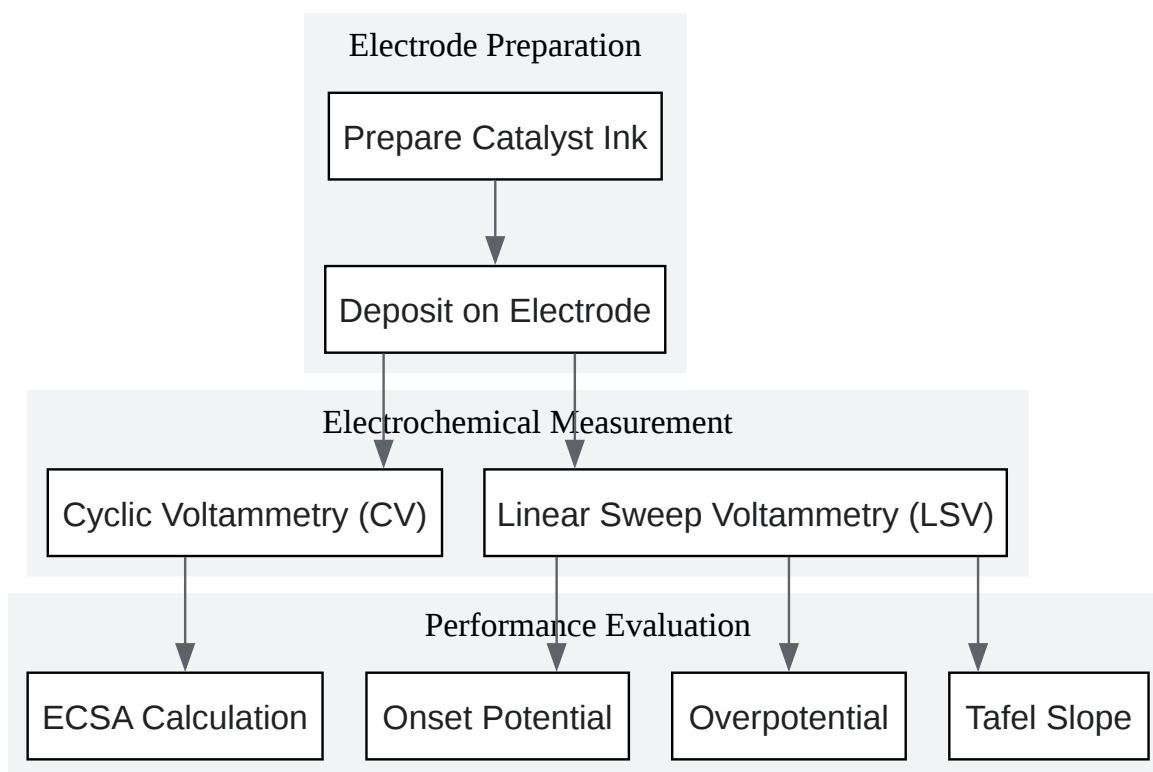 Electrode Preparation
Prepare Catalyst Ink
Deposit on Electrode
Electrochemical Measurement
Cyclic Voltammetry (CV)
Linear Sweep Voltammetry (LSV)
Performance Evaluation
ECSA Calculation
Onset Potential
Overpotential
Tafel Slope